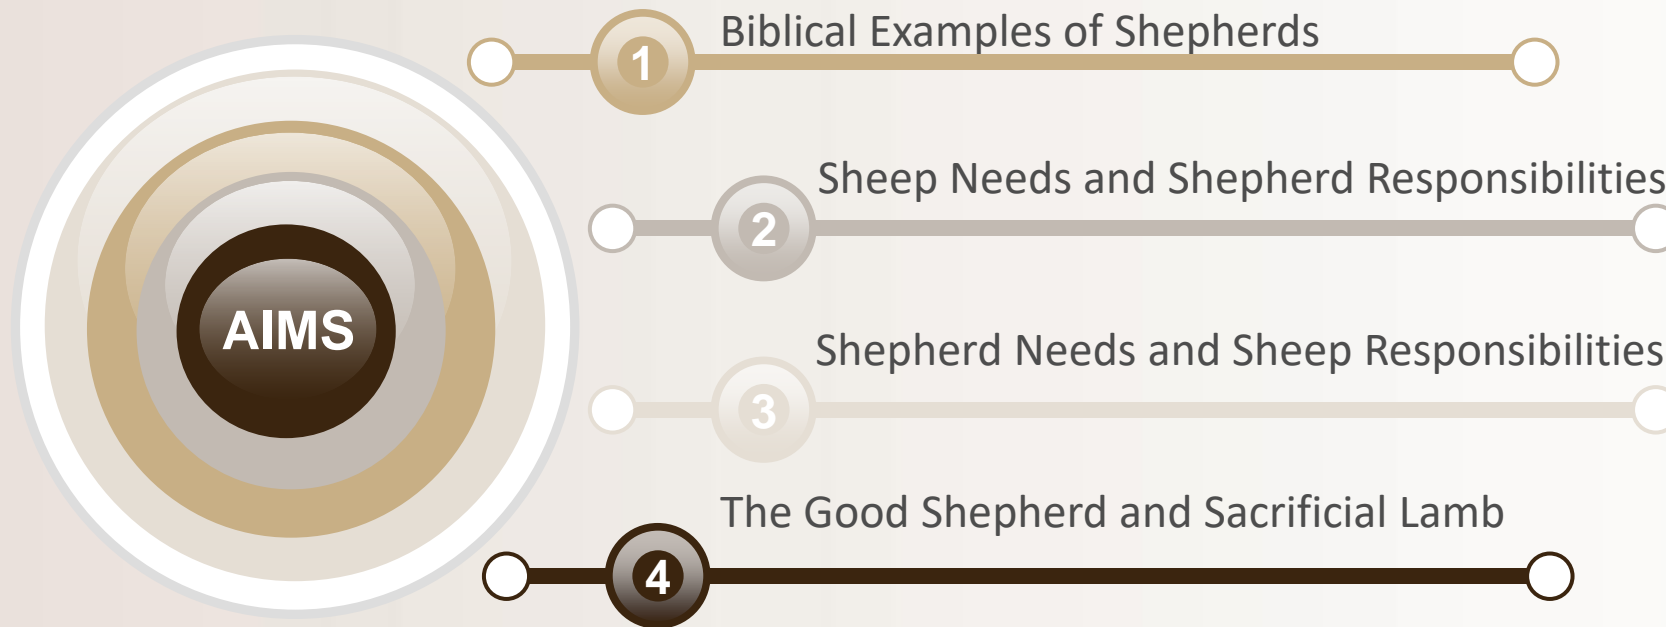 AIMS
1
Biblical Examples of Shepherds
2
Sheep Needs and Shepherd Responsibilities
3
Shepherd Needs and Sheep Responsibilities
4
The Good Shepherd and Sacrificial Lamb